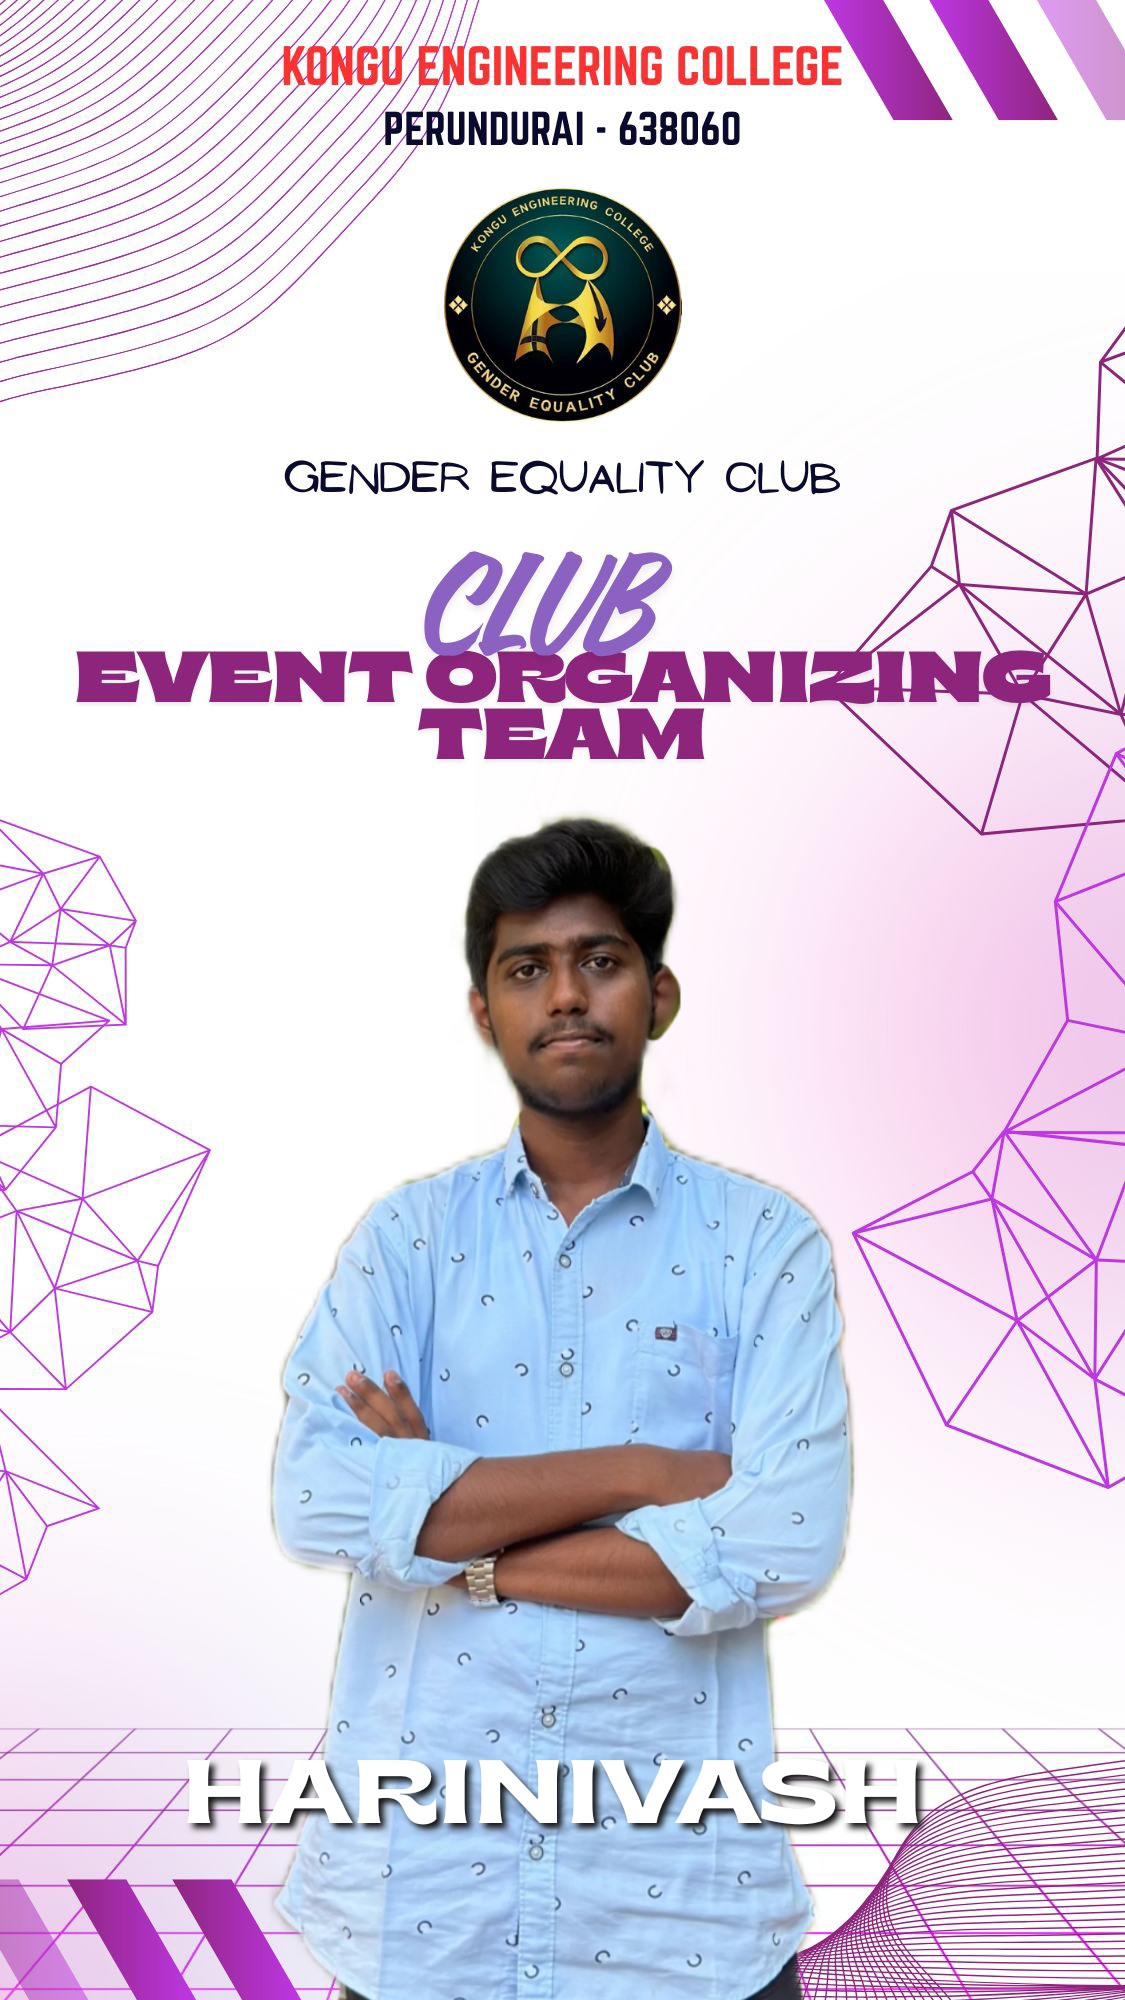 KONGU ENGINEERING COLLEGE
PERUNDURAI - 638060
KONGU ENGINEERING COLLEGE
GENDER EQUALITY CLUB
GENDER EQUALITY CLUB
CLUB
EVENT ORGANIZING
TEAM
HARINIVASH